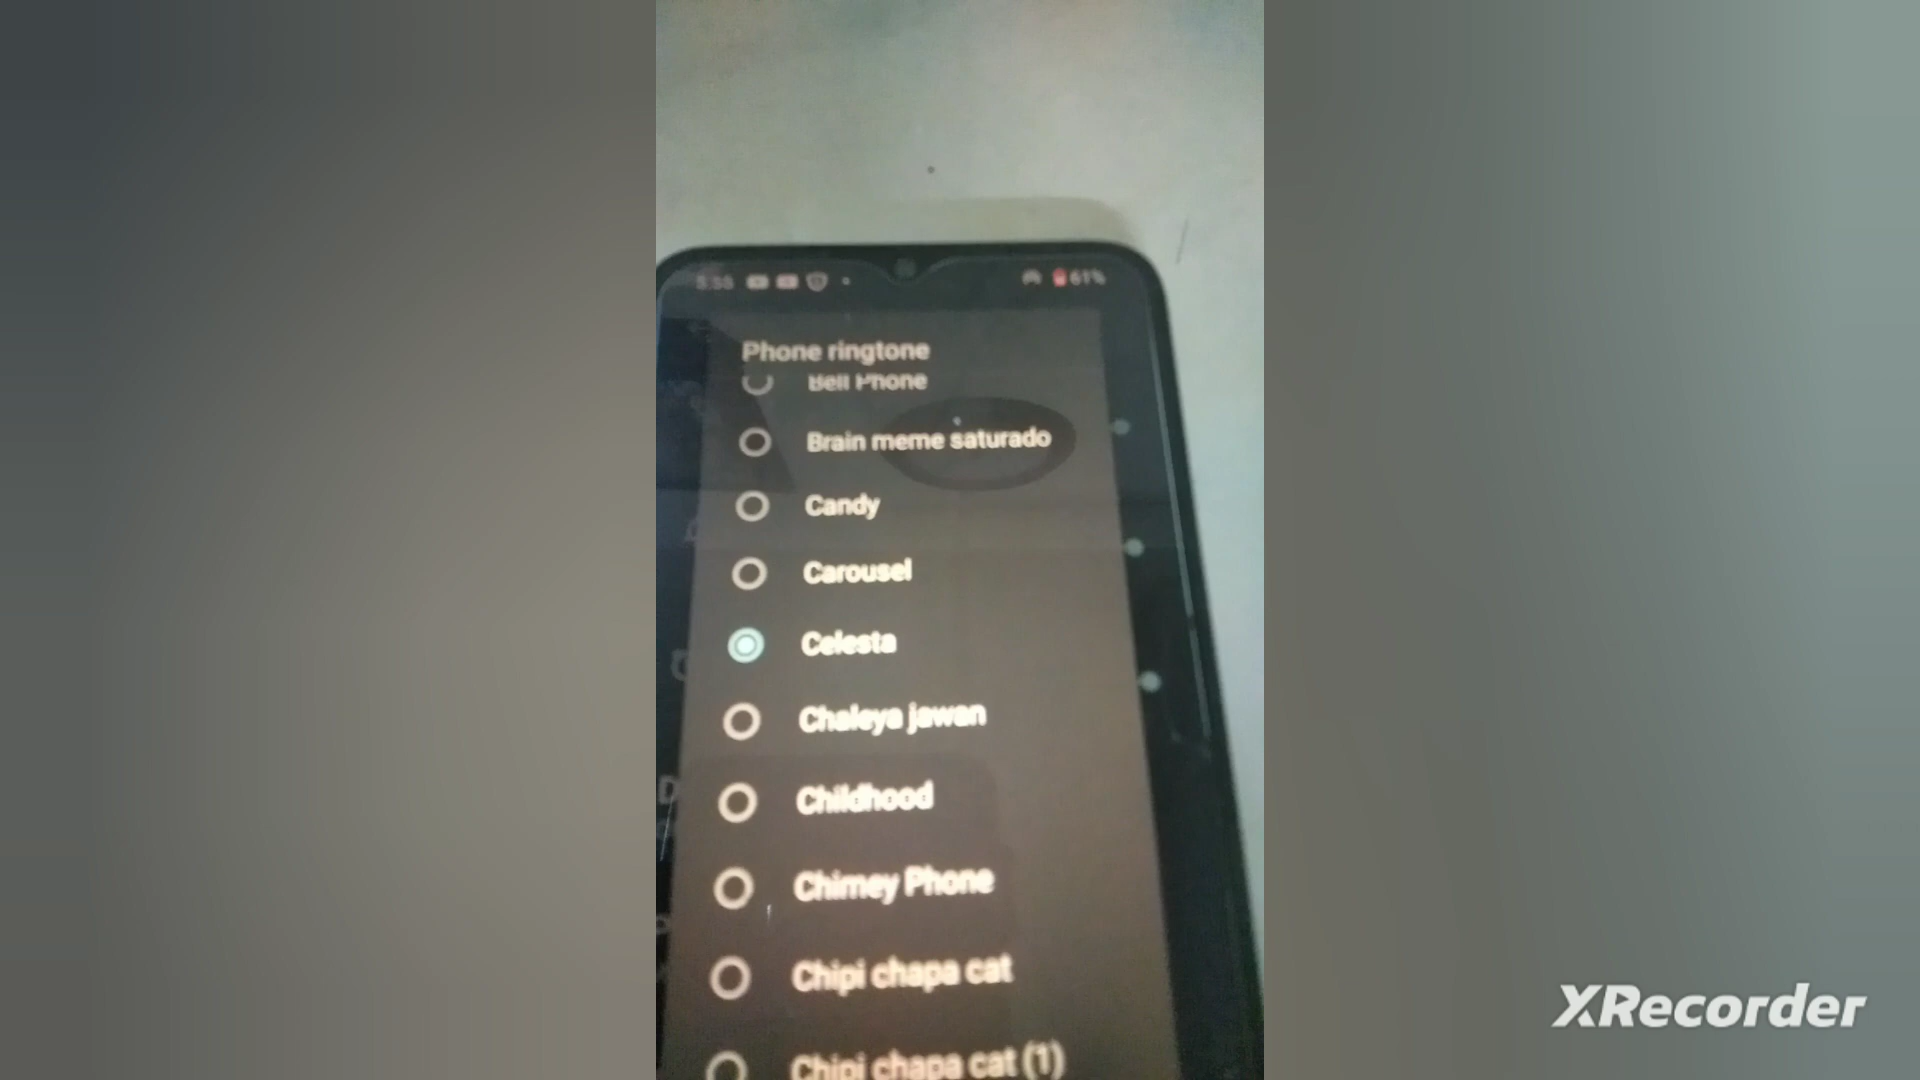 5:55
61%
Phone ringtone
Bell Phone
Brain meme saturado
Candy
Carousel
Celesta
Chaleya jawan
Childhood
Chimey Phone
Chipi chapa cat
Chipi chapa cat (1)
XRecorder